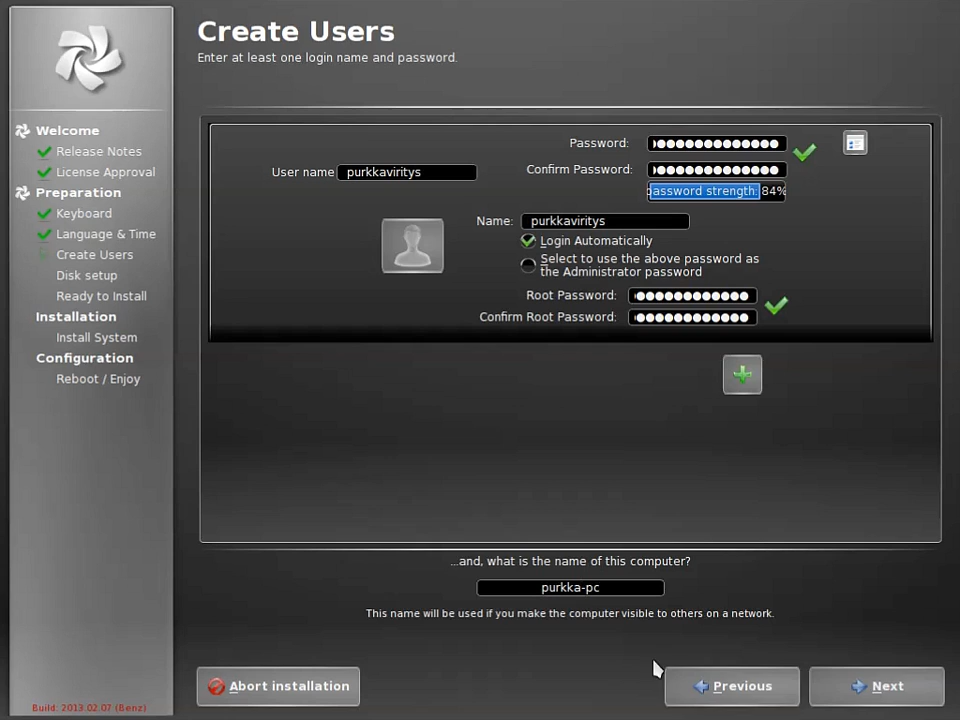 Create Users
Enter at least one login name and password.
Welcome
Release Notes
License Approval
Preparation
Keyboard
Language & Time
Create Users
Disk setup
Ready to Install
Installation
Install System
Configuration
Reboot / Enjoy
Build: 2013.02.07 (Benz)
User name
purkkaviritys
Password:
Confirm Password:
password strength: 84%
Name:
purkkaviritys
Login Automatically
Select to use the above password as
the Administrator password
Root Password:
Confirm Root Password:
...and, what is the name of this computer?
purkka-pc
This name will be used if you make the computer visible to others on a network.
Abort installation
Previous
Next